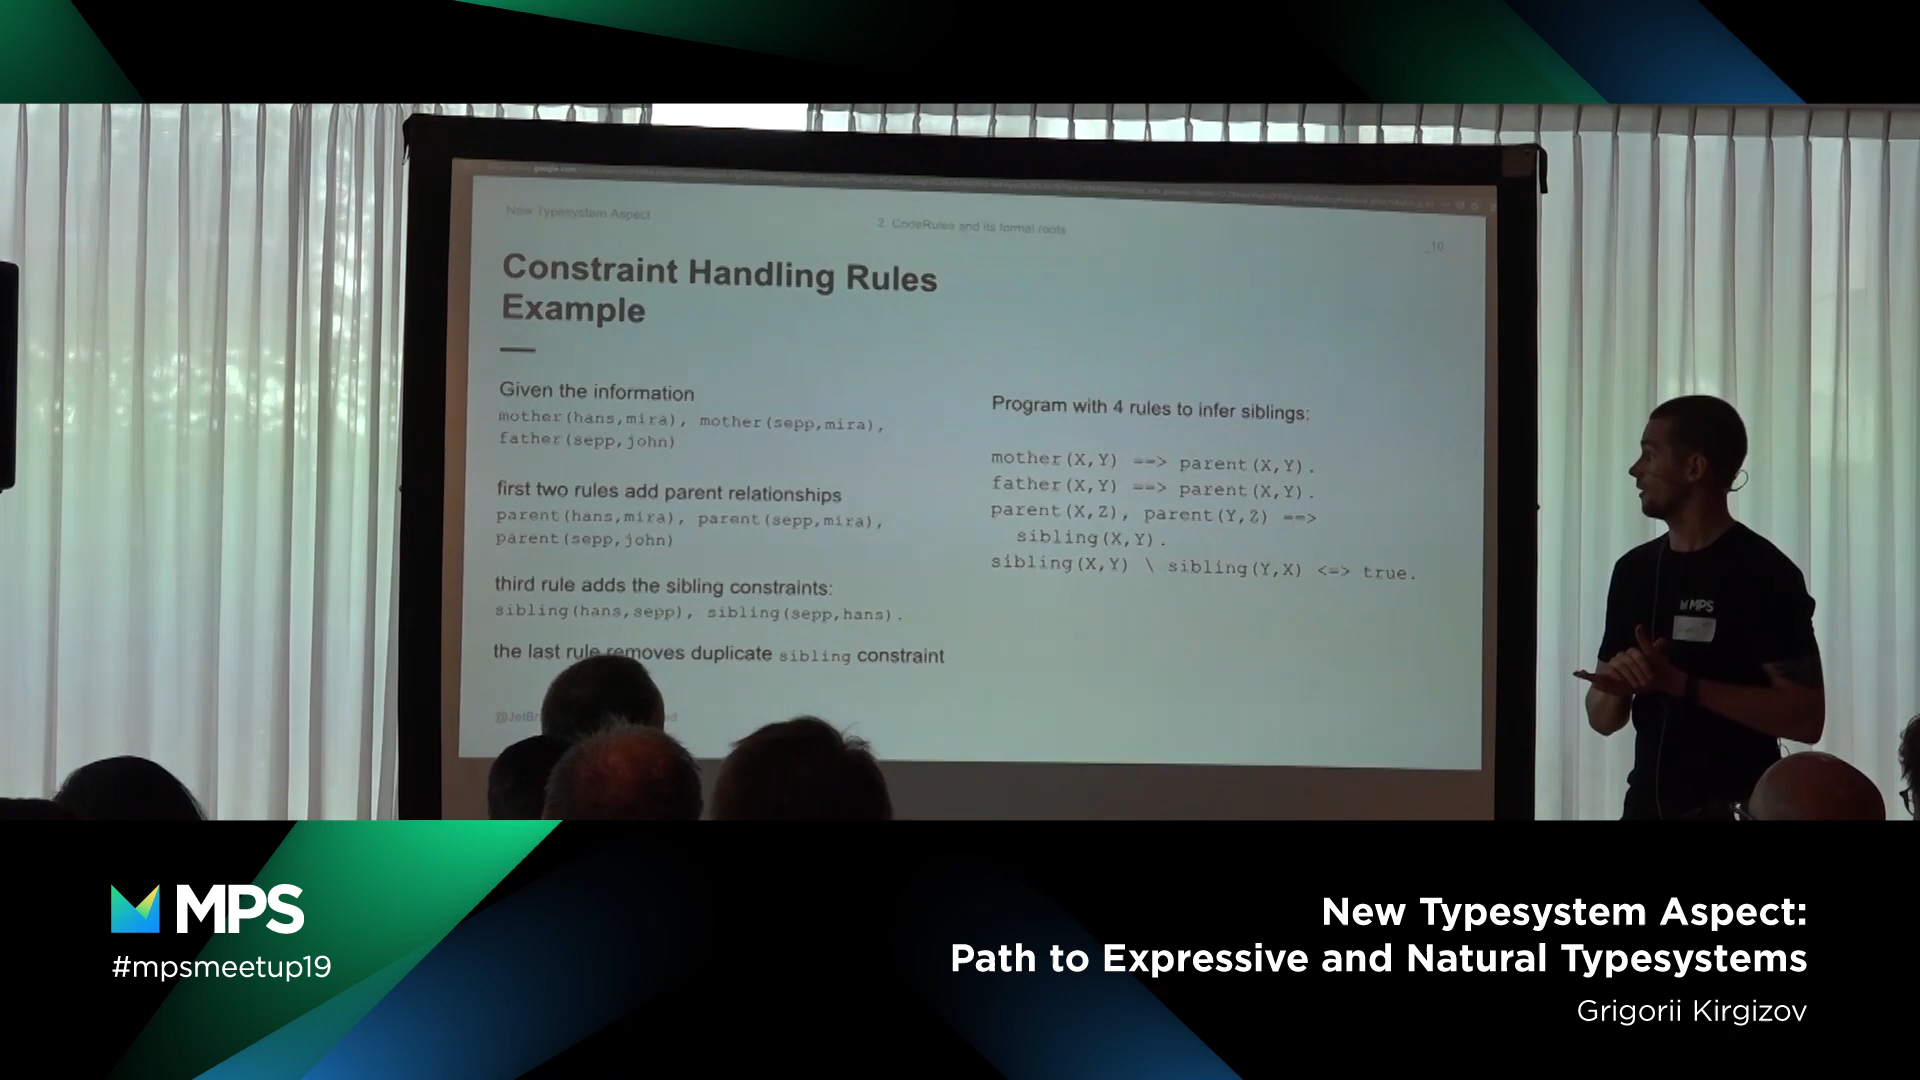 google.com
New Typesystem Aspect
2. CodeRules and its formal roots
10
Constraint Handling Rules
Example
Given the information
mother(hans,mira), mother(sepp,mira),
father(sepp,john)
first two rules add parent relationships
parent(hans,mira), parent(sepp,mira),
parent(sepp,john)
third rule adds the sibling constraints:
sibling(hans,sepp), sibling(sepp,hans).
the last rule removes duplicate sibling constraint
Program with 4 rules to infer siblings:
mother(X,Y) ==> parent(X,Y).
father(X,Y) ==> parent(X,Y).
parent(X,Z), parent(Y,Z) ==>
sibling(X,Y).
sibling(X,Y) \ sibling(Y,X) <=> true.
MPS
MPS
#mpsmeetup19
New Typesystem Aspect:
Path to Expressive and Natural Typesystems
Grigorii Kirgizov